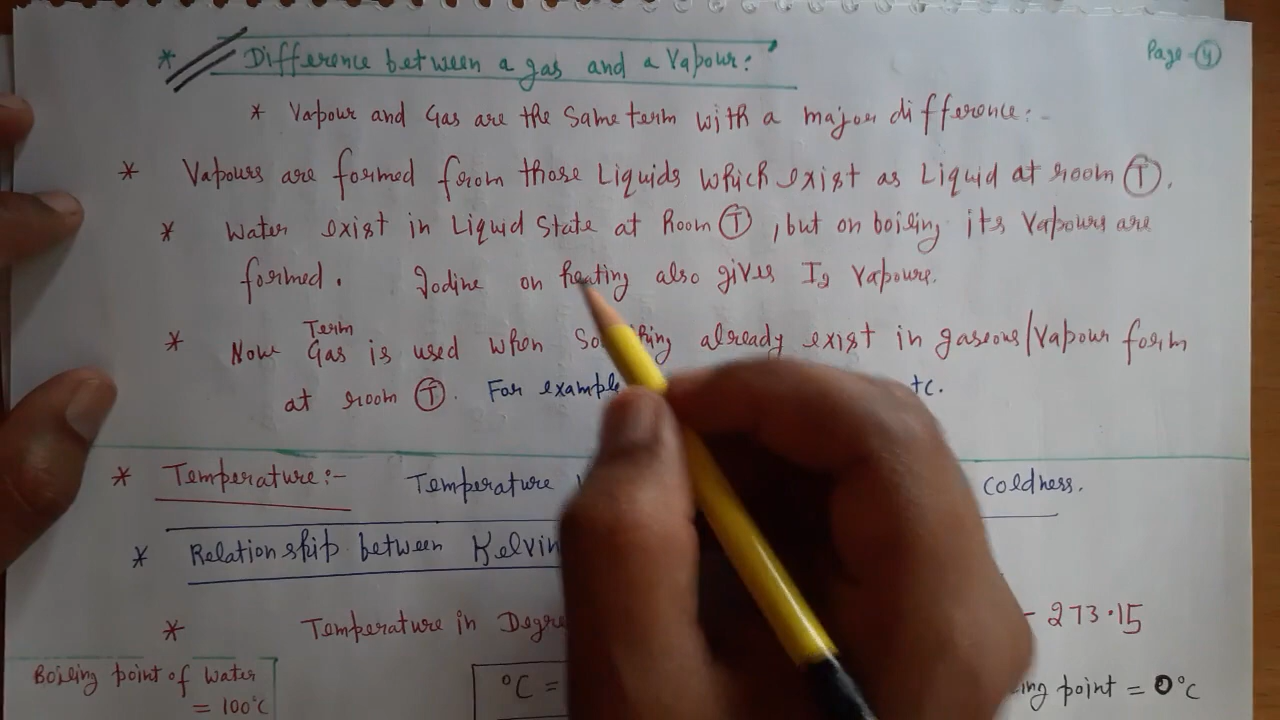 Page - 4
* Difference between a gas and a Vapour:
* Vapour and Gas are the Same term with a major difference:-
* Vapours are formed from those Liquids which exist as Liquid at room T.
* Water exist in Liquid State at Room T, but on boiling its Vapours are
formed. Iodine on heating also gives I2 Vapours.
* Now Term Gas is used when already exist in gaseous/Vapour form
at room T. For example tc.
* Temperature:- Temperature coldness.
* Relationship between Kelvin
* Temperature in Degre - 273.15
Boiling point of Water
= 100°C
°C =
ing point = 0°C